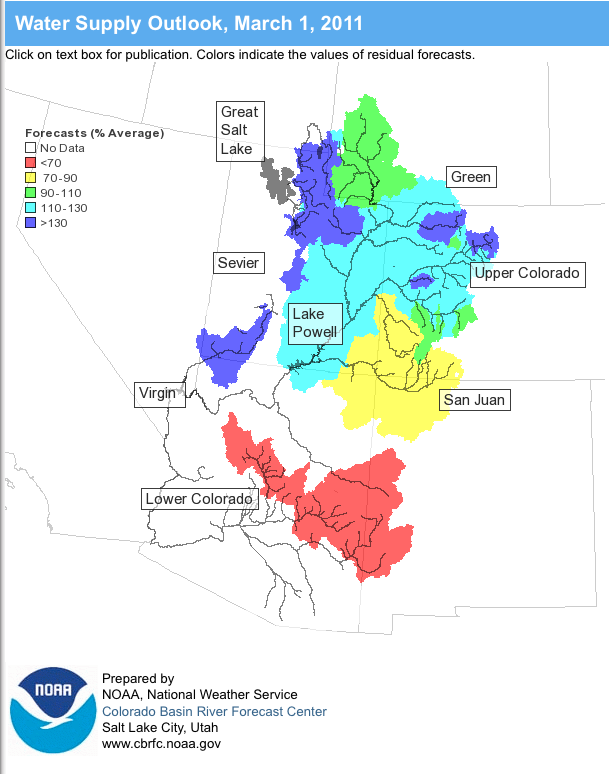 Water Supply Outlook, March 1, 2011
Click on text box for publication. Colors indicate the values of residual forecasts.
Great
Salt
Lake
Forecasts (% Average)
No Data
<70
70-90
90-110
110-130
>130
Green
Sevier
Upper Colorado
Lake
Powell
Virgin
San Juan
Lower Colorado
NOAA
Prepared by
NOAA, National Weather Service
Colorado Basin River Forecast Center
Salt Lake City, Utah
www.cbrfc.noaa.gov